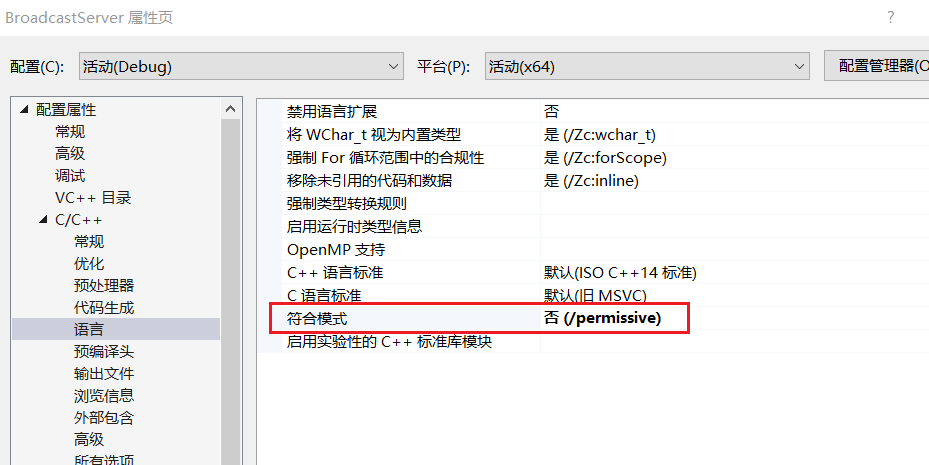 BroadcastServer 属性页 ?
配置(C): 活动(Debug) 平台(P): 活动(x64) 配置管理器(O
配置属性
常规
高级
调试
VC++ 目录
C/C++
常规
优化
预处理器
代码生成
语言
预编译头
输出文件
浏览信息
外部包含
高级
所有选项
禁用语言扩展 否
将 WChar_t 视为内置类型 是 (/Zc:wchar_t)
强制 For 循环范围中的合规性 是 (/Zc:forScope)
移除未引用的代码和数据 是 (/Zc:inline)
强制类型转换规则
启用运行时类型信息
OpenMP 支持
C++ 语言标准 默认(ISO C++14 标准)
C 语言标准 默认(旧 MSVC)
符合模式 否 (/permissive)
启用实验性的 C++ 标准库模块